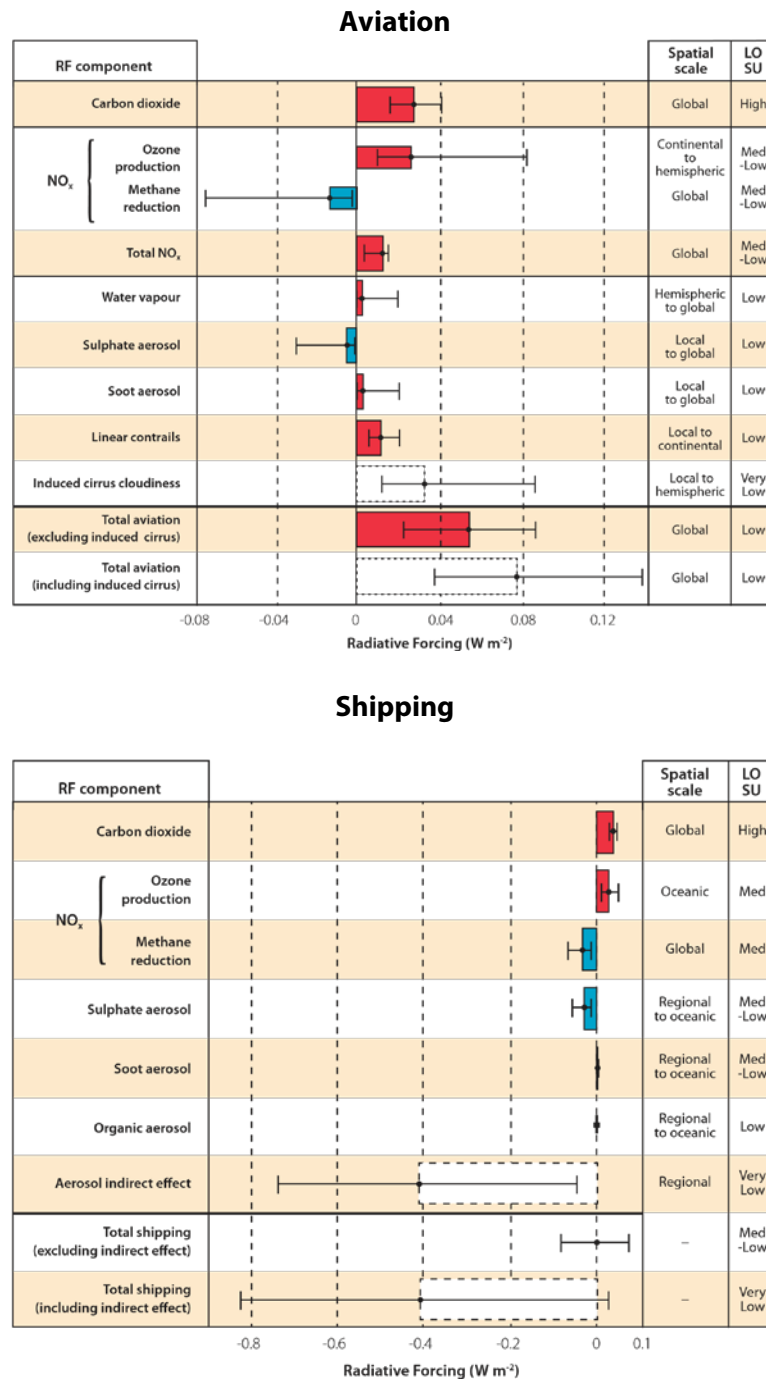 Aviation
RF component
Spatial
scale
LO
SU
Carbon dioxide
Global
High
NOx
Ozone
production
Continental
to
hemispheric
Med
-Low
Methane
reduction
Global
Med
-Low
Total NOx
Global
Med
-Low
Water vapour
Hemispheric
to global
Low
Sulphate aerosol
Local
to global
Low
Soot aerosol
Local
to global
Low
Linear contrails
Local to
continental
Low
Induced cirrus cloudiness
Local to
hemispheric
Very
Low
Total aviation
(excluding induced cirrus)
Global
Low
Total aviation
(including induced cirrus)
Global
Low
-0.08 -0.04 0 0.04 0.08 0.12
Radiative Forcing (W m-2)
Shipping
RF component
Spatial
scale
LO
SU
Carbon dioxide
Global
High
NOx
Ozone
production
Oceanic
Med
Methane
reduction
Global
Med
Sulphate aerosol
Regional
to oceanic
Med
-Low
Soot aerosol
Regional
to oceanic
Med
-Low
Organic aerosol
Regional
to oceanic
Low
Aerosol indirect effect
Regional
Very
Low
Total shipping
(excluding indirect effect)
–
Med
-Low
Total shipping
(including indirect effect)
–
Very
Low
-0.8 -0.6 -0.4 -0.2 0 0.1
Radiative Forcing (W m-2)